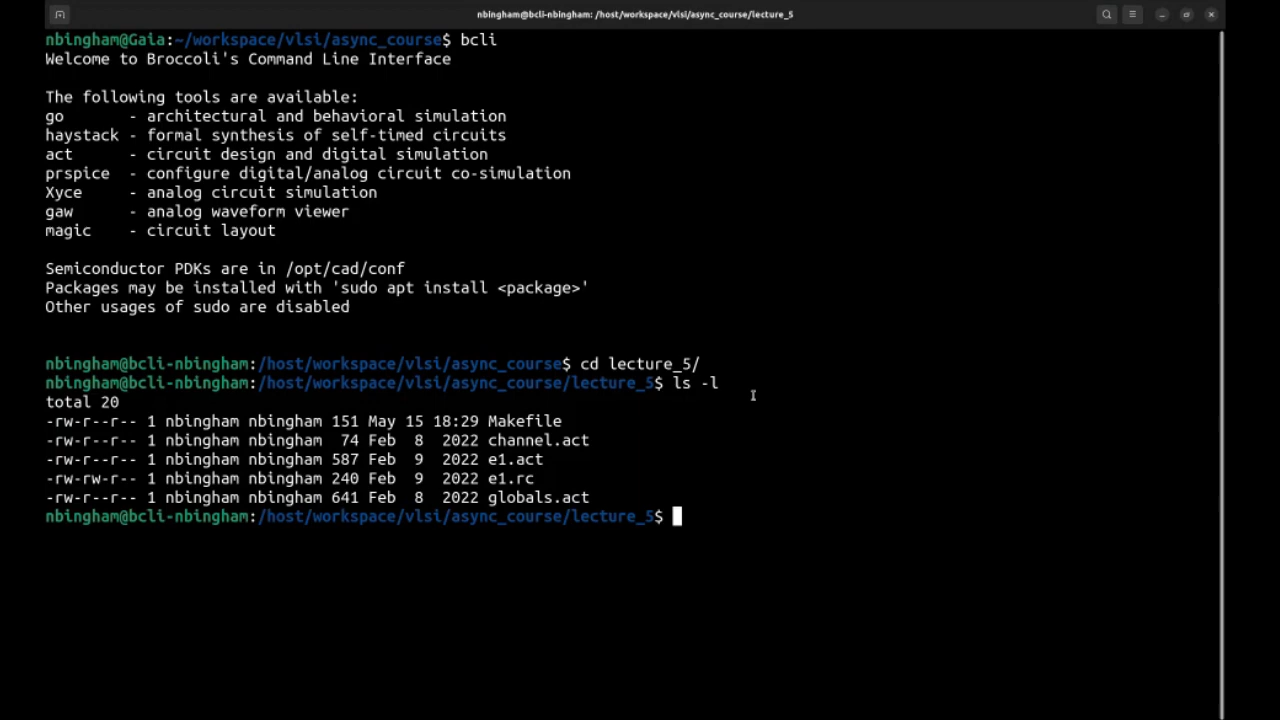 nbingham@bcli-nbingham: /host/workspace/vlsi/async_course/lecture_5
nbingham@Gaia:~/workspace/vlsi/async_course$ bcli
Welcome to Broccoli's Command Line Interface
The following tools are available:
go       - architectural and behavioral simulation
haystack - formal synthesis of self-timed circuits
act      - circuit design and digital simulation
prspice  - configure digital/analog circuit co-simulation
Xyce     - analog circuit simulation
gaw      - analog waveform viewer
magic    - circuit layout
Semiconductor PDKs are in /opt/cad/conf
Packages may be installed with 'sudo apt install <package>'
Other usages of sudo are disabled
nbingham@bcli-nbingham:/host/workspace/vlsi/async_course$ cd lecture_5/
nbingham@bcli-nbingham:/host/workspace/vlsi/async_course/lecture_5$ ls -l
total 20
-rw-r--r-- 1 nbingham nbingham 151 May 15 18:29 Makefile
-rw-r--r-- 1 nbingham nbingham  74 Feb  8  2022 channel.act
-rw-r--r-- 1 nbingham nbingham 587 Feb  9  2022 e1.act
-rw-rw-r-- 1 nbingham nbingham 240 Feb  9  2022 e1.rc
-rw-r--r-- 1 nbingham nbingham 641 Feb  8  2022 globals.act
nbingham@bcli-nbingham:/host/workspace/vlsi/async_course/lecture_5$